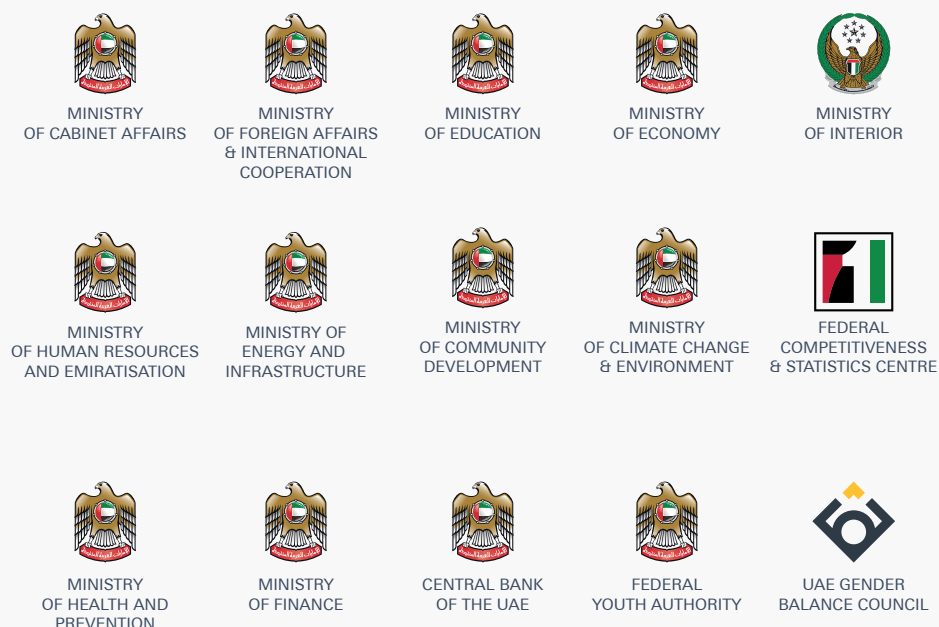 MINISTRY
OF CABINET AFFAIRS
MINISTRY
OF FOREIGN AFFAIRS
& INTERNATIONAL
COOPERATION
MINISTRY
OF EDUCATION
MINISTRY
OF ECONOMY
MINISTRY
OF INTERIOR
MINISTRY
OF HUMAN RESOURCES
AND EMIRATISATION
MINISTRY OF
ENERGY AND
INFRASTRUCTURE
MINISTRY
OF COMMUNITY
DEVELOPMENT
MINISTRY
OF CLIMATE CHANGE
& ENVIRONMENT
FEDERAL
COMPETITIVENESS
& STATISTICS CENTRE
MINISTRY
OF HEALTH AND
PREVENTION
MINISTRY
OF FINANCE
CENTRAL BANK
OF THE UAE
FEDERAL
YOUTH AUTHORITY
UAE GENDER
BALANCE COUNCIL